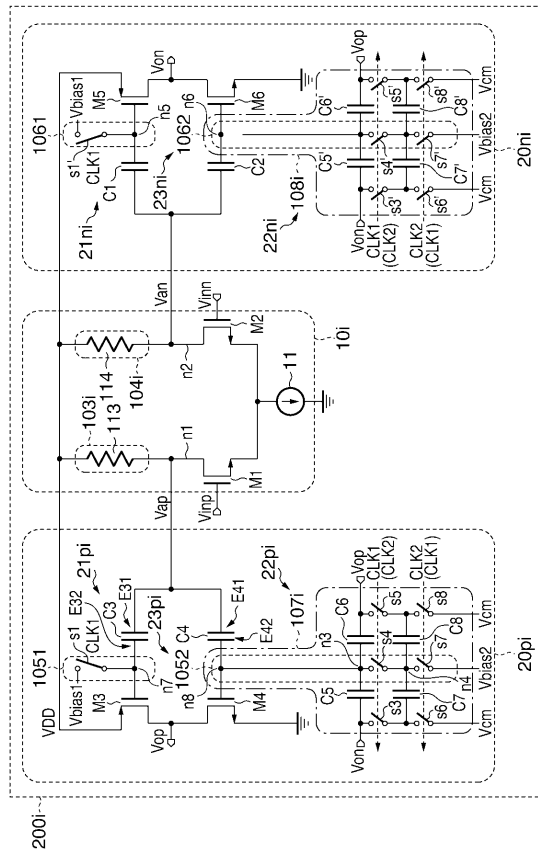 200i
VDD
1051
Vbias1
s1
CLK1
n7
E32
C3
E31
21pi
M3
Vop
23pi
1052
n8
C4
E41
E42
M4
22pi
107i
Von
n3
Vop
C5
C6
s3
s4
s5
CLK1
(CLK2)
C7
C8
n4
s6
s7
s8
CLK2
(CLK1)
Vcm
Vbias2
Vcm
20pi
Vap
103i
113
n1
Vinp
M1
11
114
104i
n2
Vinn
M2
10i
Van
1061
Vbias1
s1'
CLK1
n5
M5
C1
21ni
Von
23ni
1062
n6
M6
C2
108i
22ni
Von
Vop
C5'
C6'
s3'
s4'
s5'
CLK1
(CLK2)
C7'
C8'
s6'
s7'
s8'
CLK2
(CLK1)
Vcm
Vbias2
Vcm
20ni